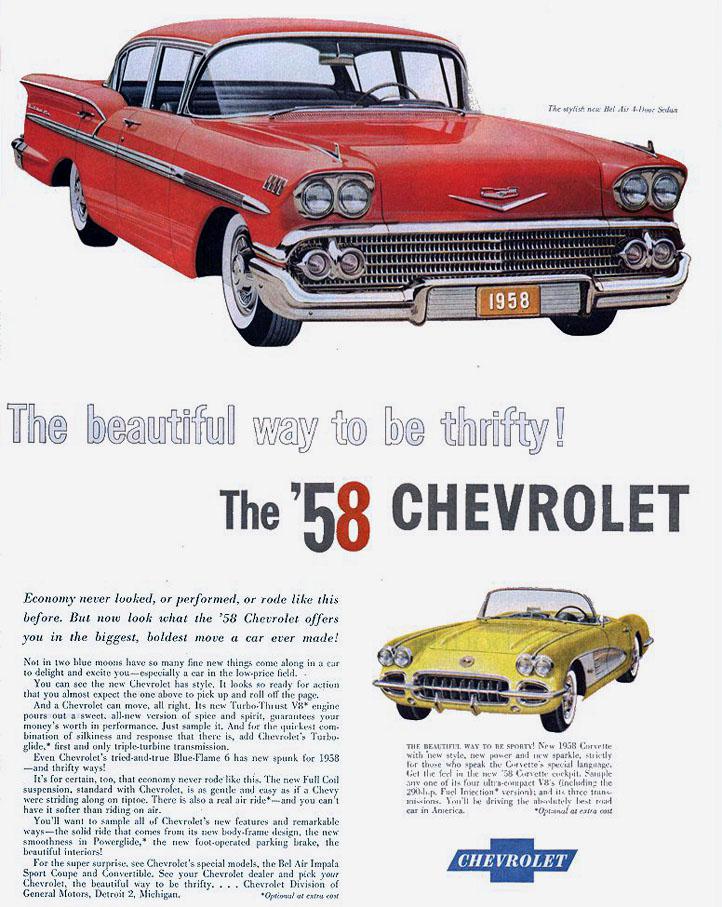 The stylish new Bel Air 4-Door Sedan
1958
The beautiful way to be thrifty!
The '58 CHEVROLET
Economy never looked, or performed, or rode like this
before. But now look what the '58 Chevrolet offers
you in the biggest, boldest move a car ever made!
Not in two blue moons have so many fine new things come along in a car
to delight and excite you—especially a car in the low-price field.
You can see the new Chevrolet has style. It looks so ready for action
that you almost expect the one above to pick up and roll off the page.
And a Chevrolet can move, all right. Its new Turbo-Thrust V8* engine
pours out a sweet, all-new version of spice and spirit, guarantees your
money's worth in performance. Just sample it. And for the quickest com-
bination of silkiness and response that there is, add Chevrolet's Turbo-
glide,* first and only triple-turbine transmission.
Even Chevrolet's tried-and-true Blue-Flame 6 has new spunk for 1958
—and thrifty ways!
It's for certain, too, that economy never rode like this. The new Full Coil
suspension, standard with Chevrolet, is as gentle and easy as if a Chevy
were striding along on tiptoe. There is also a real air ride*—and you can't
have it softer than riding on air.
You'll want to sample all of Chevrolet's new features and remarkable
ways—the solid ride that comes from its new body-frame design, the new
smoothness in Powerglide,* the new foot-operated parking brake, the
beautiful interiors!
For the super surprise, see Chevrolet's special models, the Bel Air Impala
Sport Coupe and Convertible. See your Chevrolet dealer and pick your
Chevrolet, the beautiful way to be thrifty. . . . Chevrolet Division of
General Motors, Detroit 2, Michigan. *Optional at extra cost
THE BEAUTIFUL WAY TO BE SPORTY! New 1958 Corvette
with new style, new power and new sparkle, strictly
for those who speak the Corvette's special language.
Get the feel in the new '58 Corvette cockpit. Sample
any one of its four ultra-compact V8's (including the
290-h.p. Fuel Injection* version); and its three trans-
missions. You'll be driving the absolutely best road
car in America. *Optional at extra cost
CHEVROLET